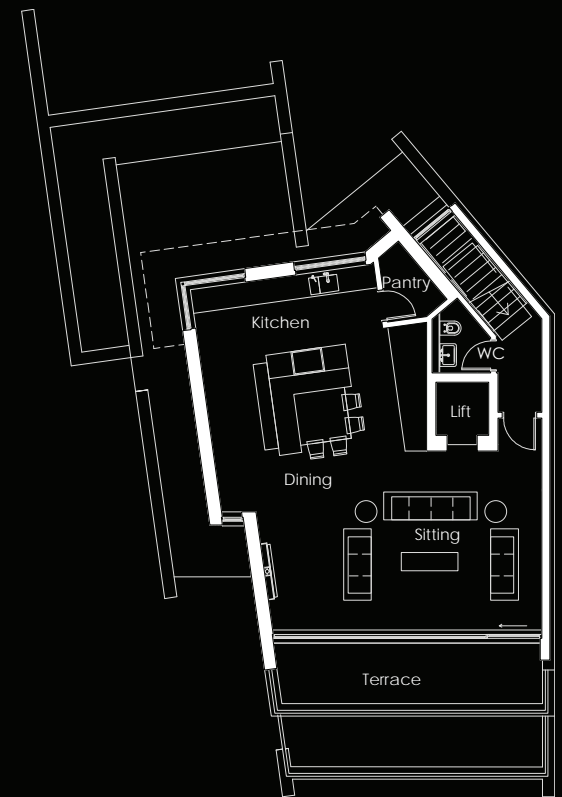 Pantry
Kitchen
WC
Lift
Dining
Sitting
Terrace